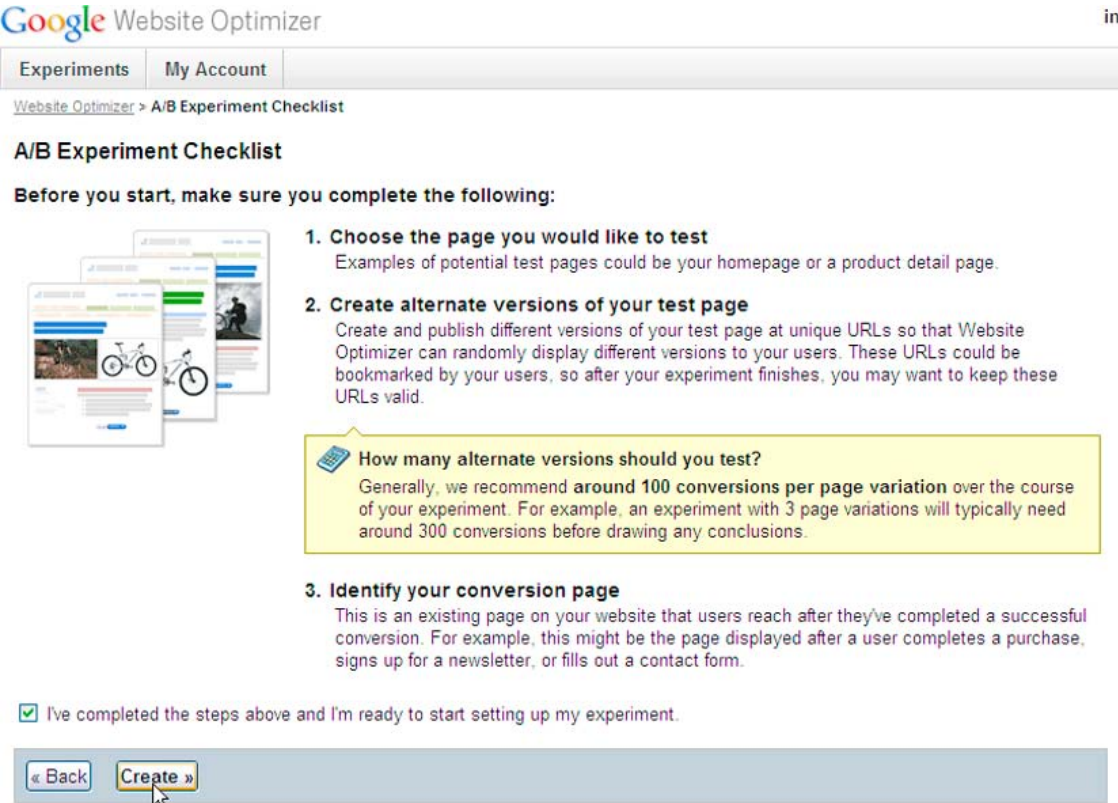 Google Website Optimizer
in
Experiments My Account
Website Optimizer > A/B Experiment Checklist
A/B Experiment Checklist
Before you start, make sure you complete the following:
1. Choose the page you would like to test
Examples of potential test pages could be your homepage or a product detail page.
2. Create alternate versions of your test page
Create and publish different versions of your test page at unique URLs so that Website
Optimizer can randomly display different versions to your users. These URLs could be
bookmarked by your users, so after your experiment finishes, you may want to keep these
URLs valid.
How many alternate versions should you test?
Generally, we recommend around 100 conversions per page variation over the course
of your experiment. For example, an experiment with 3 page variations will typically need
around 300 conversions before drawing any conclusions.
3. Identify your conversion page
This is an existing page on your website that users reach after they've completed a successful
conversion. For example, this might be the page displayed after a user completes a purchase,
signs up for a newsletter, or fills out a contact form.
I've completed the steps above and I'm ready to start setting up my experiment.
« Back Create »